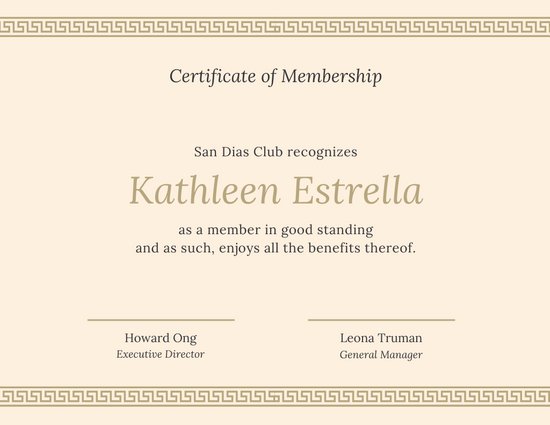 Certificate of Membership
San Dias Club recognizes
Kathleen Estrella
as a member in good standing
and as such, enjoys all the benefits thereof.
Howard Ong
Executive Director
Leona Truman
General Manager